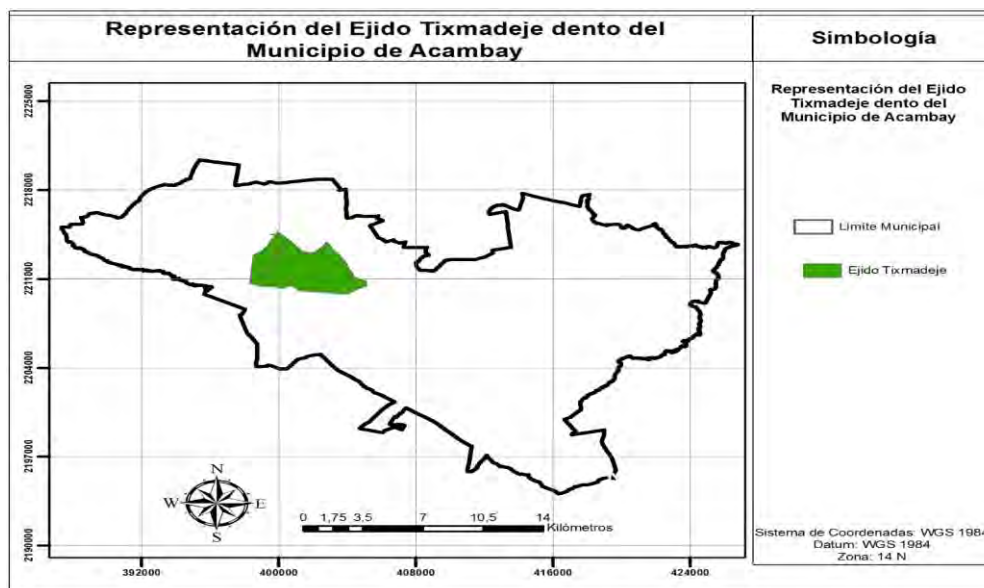 Representación del Ejido Tixmadeje dento del
Municipio de Acambay
Simbología
Representación del Ejido
Tixmadeje dento del
Municipio de Acambay
Limite Municipal
Ejido Tixmadeje
2225000
2218000
2211000
2204000
2197000
2190000
N
W
E
S
0 1,75 3,5 7 10,5 14
Kilómetros
392000 400000 408000 416000 424000
Sistema de Coordenadas WGS 1984
Datum: WGS 1984
Zona: 14 N